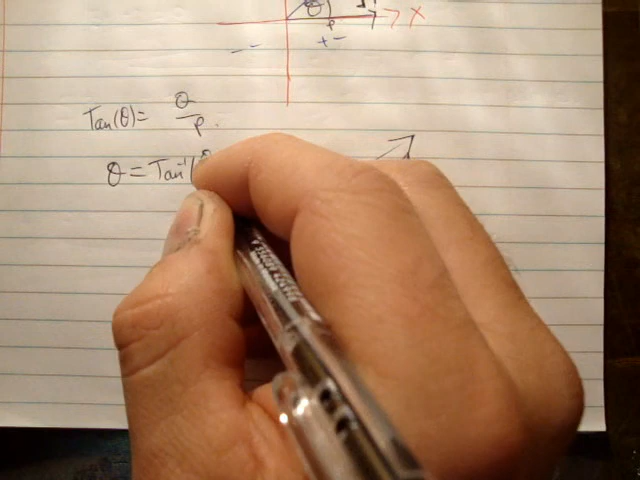 θ
X
P
- -
+ -
Tan(θ) = Q
P
θ = Tan⁻¹(